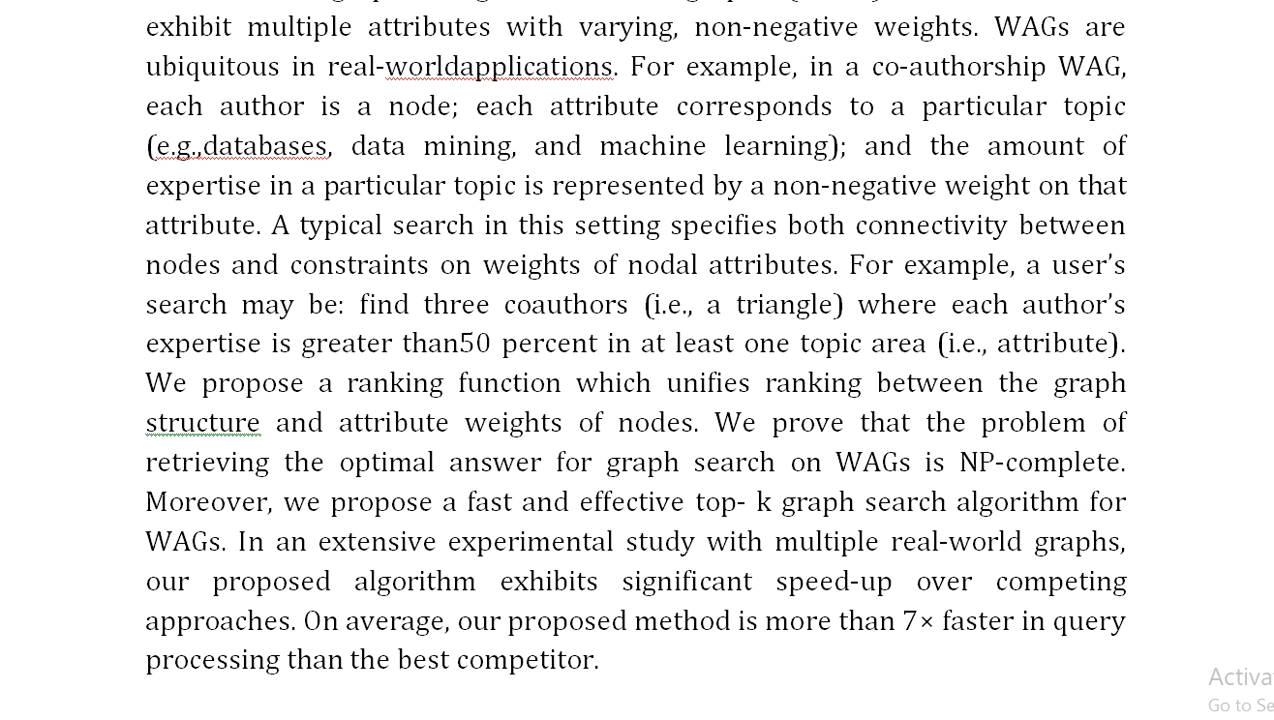 exhibit multiple attributes with varying, non-negative weights. WAGs are
ubiquitous in real-worldapplications. For example, in a co-authorship WAG,
each author is a node; each attribute corresponds to a particular topic
(e.g.,databases, data mining, and machine learning); and the amount of
expertise in a particular topic is represented by a non-negative weight on that
attribute. A typical search in this setting specifies both connectivity between
nodes and constraints on weights of nodal attributes. For example, a user’s
search may be: find three coauthors (i.e., a triangle) where each author’s
expertise is greater than50 percent in at least one topic area (i.e., attribute).
We propose a ranking function which unifies ranking between the graph
structure and attribute weights of nodes. We prove that the problem of
retrieving the optimal answer for graph search on WAGs is NP-complete.
Moreover, we propose a fast and effective top- k graph search algorithm for
WAGs. In an extensive experimental study with multiple real-world graphs,
our proposed algorithm exhibits significant speed-up over competing
approaches. On average, our proposed method is more than 7× faster in query
processing than the best competitor.
Activa
Go to Se